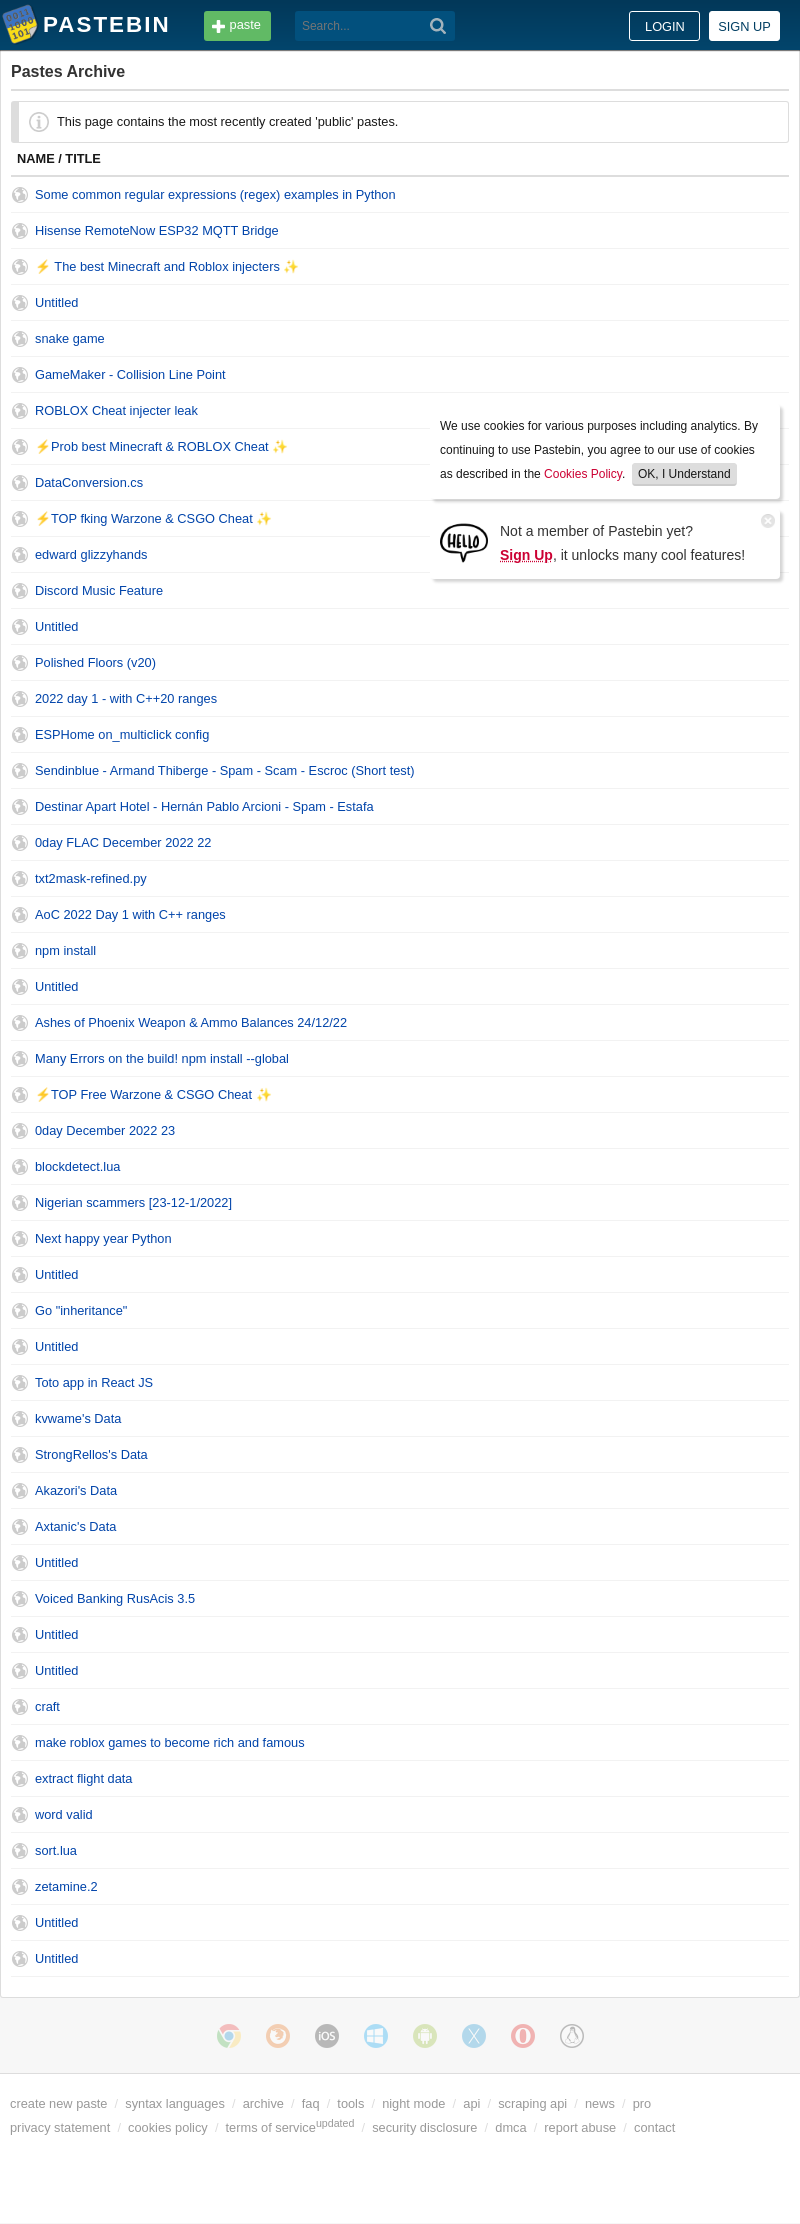 PASTEBIN
paste
Search...
LOGIN
SIGN UP
Pastes Archive
This page contains the most recently created 'public' pastes.
NAME / TITLE
Some common regular expressions (regex) examples in Python
Hisense RemoteNow ESP32 MQTT Bridge
⚡ The best Minecraft and Roblox injecters ✨
Untitled
snake game
GameMaker - Collision Line Point
ROBLOX Cheat injecter leak
⚡Prob best Minecraft & ROBLOX Cheat ✨
DataConversion.cs
⚡TOP fking Warzone & CSGO Cheat ✨
edward glizzyhands
Discord Music Feature
Untitled
Polished Floors (v20)
2022 day 1 - with C++20 ranges
ESPHome on_multiclick config
Sendinblue - Armand Thiberge - Spam - Scam - Escroc (Short test)
Destinar Apart Hotel - Hernán Pablo Arcioni - Spam - Estafa
0day FLAC December 2022 22
txt2mask-refined.py
AoC 2022 Day 1 with C++ ranges
npm install
Untitled
Ashes of Phoenix Weapon & Ammo Balances 24/12/22
Many Errors on the build! npm install --global
⚡TOP Free Warzone & CSGO Cheat ✨
0day December 2022 23
blockdetect.lua
Nigerian scammers [23-12-1/2022]
Next happy year Python
Untitled
Go "inheritance"
Untitled
Toto app in React JS
kvwame's Data
StrongRellos's Data
Akazori's Data
Axtanic's Data
Untitled
Voiced Banking RusAcis 3.5
Untitled
Untitled
craft
make roblox games to become rich and famous
extract flight data
word valid
sort.lua
zetamine.2
Untitled
Untitled
We use cookies for various purposes including analytics. By
continuing to use Pastebin, you agree to our use of cookies
as described in the Cookies Policy. OK, I Understand
HELLO
Not a member of Pastebin yet?
Sign Up, it unlocks many cool features!
iOS
create new paste / syntax languages / archive / faq / tools / night mode / api / scraping api / news / pro
privacy statement / cookies policy / terms of service updated / security disclosure / dmca / report abuse / contact